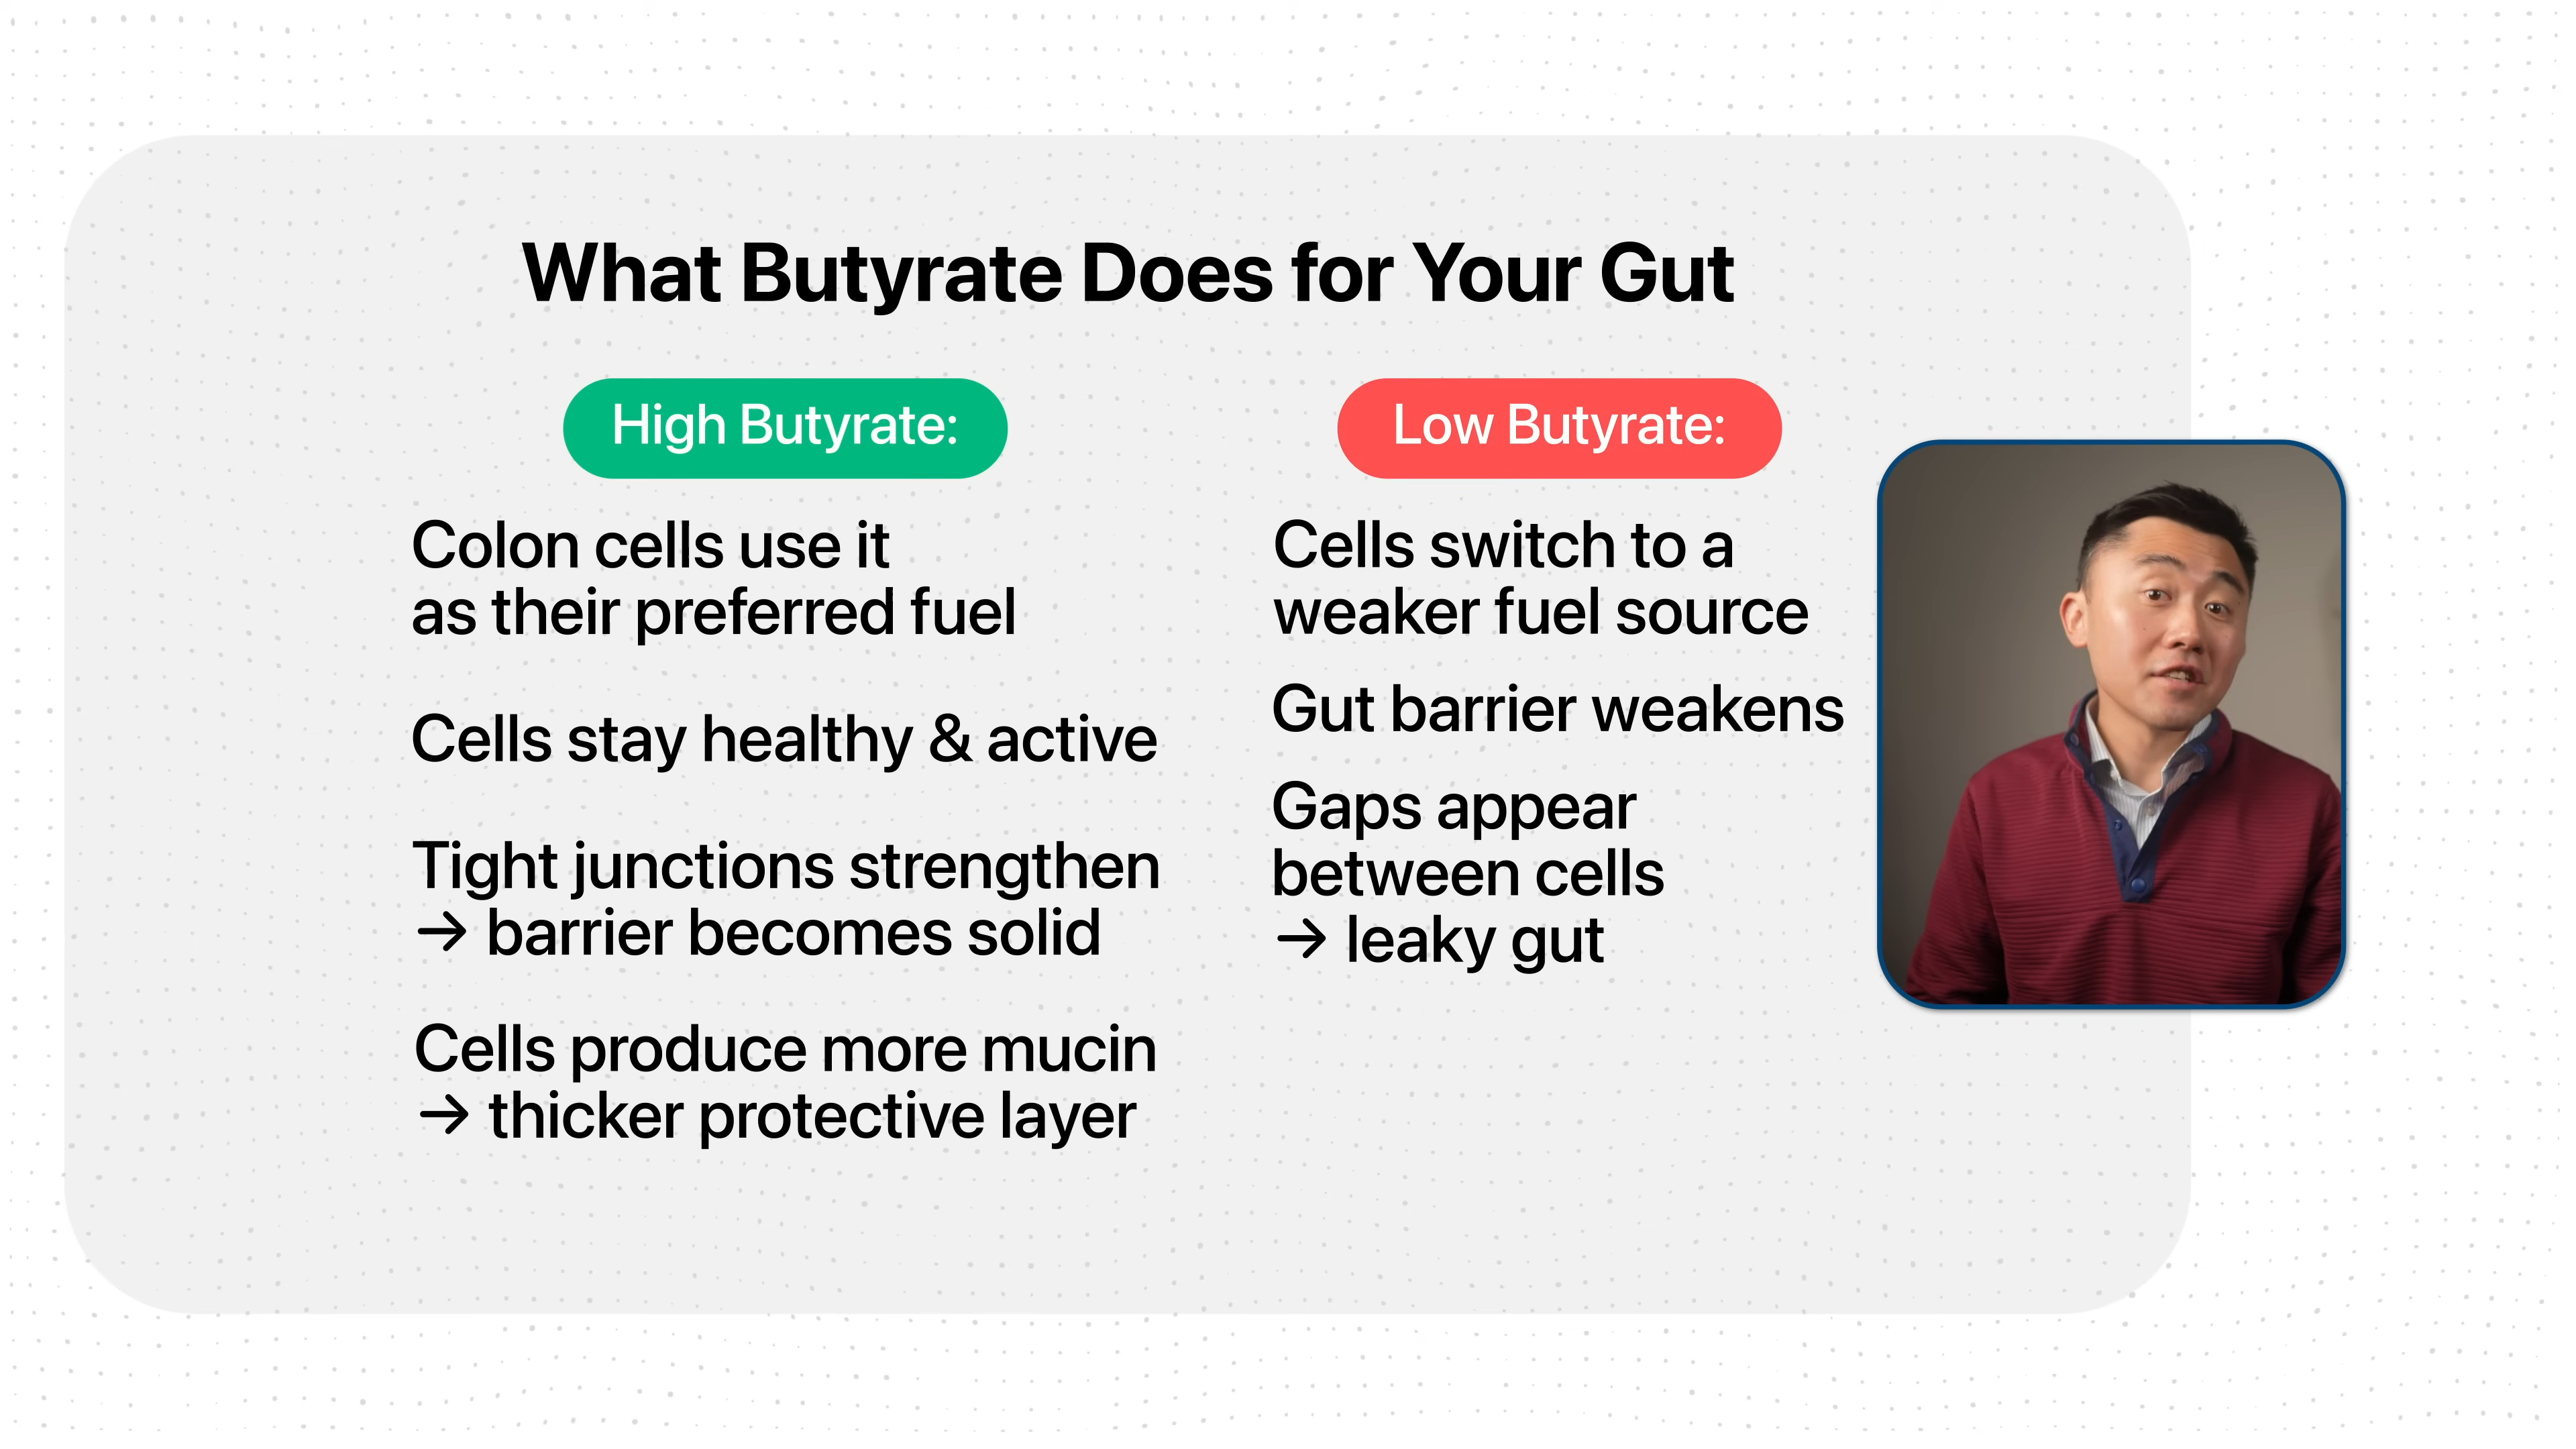 What Butyrate Does for Your Gut
High Butyrate:
Colon cells use it
as their preferred fuel
Cells stay healthy & active
Tight junctions strengthen
→ barrier becomes solid
Cells produce more mucin
→ thicker protective layer
Low Butyrate:
Cells switch to a
weaker fuel source
Gut barrier weakens
Gaps appear
between cells
→ leaky gut